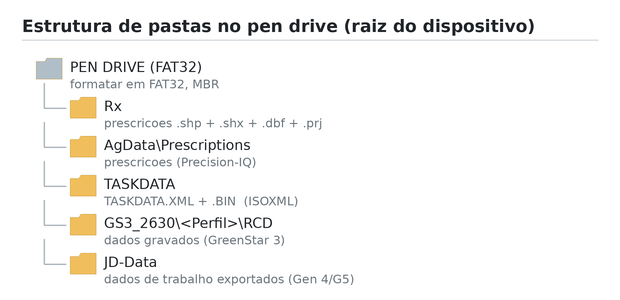 Estrutura de pastas no pen drive (raiz do dispositivo)
PEN DRIVE (FAT32)
formatar em FAT32, MBR
Rx
prescricoes .shp + .shx + .dbf + .prj
AgData\Prescriptions
prescricoes (Precision-IQ)
TASKDATA
TASKDATA.XML + .BIN  (ISOXML)
GS3_2630\<Perfil>\RCD
dados gravados (GreenStar 3)
JD-Data
dados de trabalho exportados (Gen 4/G5)